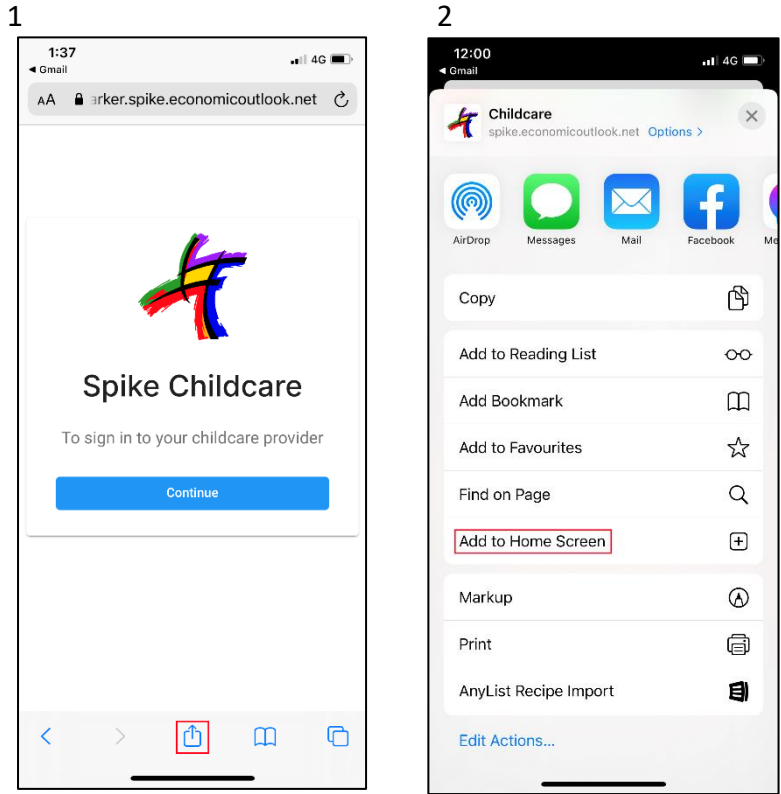 1
1:37
4G
◀ Gmail
AA arker.spike.economicoutlook.net
Spike Childcare
To sign in to your childcare provider
Continue
2
12:00
4G
◀ Gmail
Childcare
spike.economicoutlook.net Options >
AirDrop Messages Mail Facebook Me
Copy
Add to Reading List
Add Bookmark
Add to Favourites
Find on Page
Add to Home Screen
Markup
Print
AnyList Recipe Import
Edit Actions...